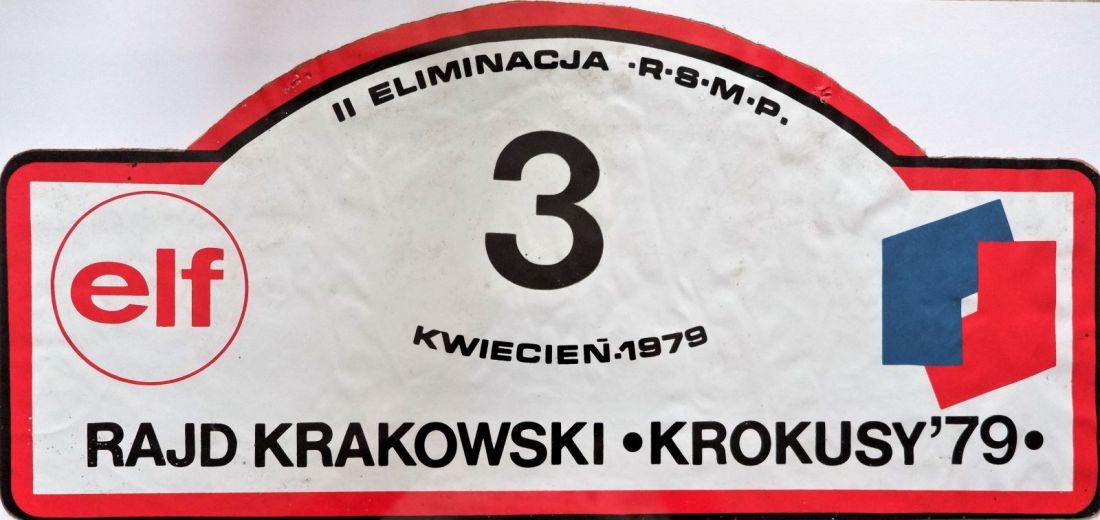 II ELIMINACJA ·R·S·M·P.
3
elf
KWIECIEŃ·1979
RAJD KRAKOWSKI •KROKUSY'79•